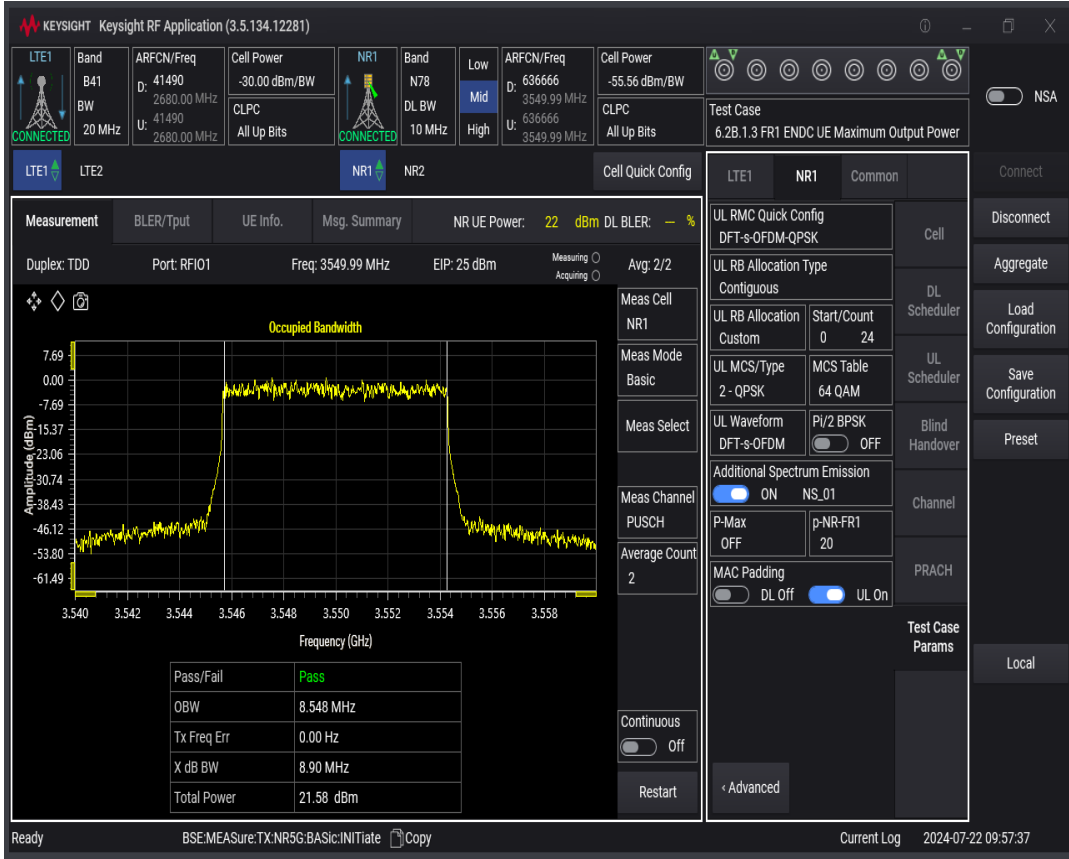 KEYSIGHT Keysight RF Application (3.5.134.12281)
LTE1 Band ARFCN/Freq Cell Power NR1 Band Low ARFCN/Freq Cell Power
B41 D: 41490 -30.00 dBm/BW N78 D: 636666 -55.56 dBm/BW
BW 2680.00 MHz CLPC DL BW Mid 3549.99 MHz CLPC
CONNECTED 20 MHz U: 41490 All Up Bits CONNECTED 10 MHz High U: 636666 All Up Bits
2680.00 MHz 3549.99 MHz
NSA
Test Case
6.2B.1.3 FR1 ENDC UE Maximum Output Power
LTE1 LTE2 NR1 NR2 Cell Quick Config
LTE1 NR1 Common
Connect
Measurement BLER/Tput UE Info. Msg. Summary NR UE Power: 22 dBm DL BLER: -- %
Duplex: TDD Port: RFIO1 Freq: 3549.99 MHz EIP: 25 dBm Measuring Acquiring Avg: 2/2
Occupied Bandwidth
Amplitude (dBm)
7.69
0.00
-7.69
-15.37
-23.06
-30.74
-38.43
-46.12
-53.80
-61.49
3.540 3.542 3.544 3.546 3.548 3.550 3.552 3.554 3.556 3.558
Frequency (GHz)
Pass/Fail Pass
OBW 8.548 MHz
Tx Freq Err 0.00 Hz
X dB BW 8.90 MHz
Total Power 21.58 dBm
Meas Cell
NR1
Meas Mode
Basic
Meas Select
Meas Channel
PUSCH
Average Count
2
Continuous
Off
Restart
UL RMC Quick Config
DFT-s-OFDM-QPSK
UL RB Allocation Type
Contiguous
UL RB Allocation Start/Count
Custom 0 24
UL MCS/Type MCS Table
2 - QPSK 64 QAM
UL Waveform Pi/2 BPSK
DFT-s-OFDM OFF
Additional Spectrum Emission
ON NS_01
P-Max p-NR-FR1
OFF 20
MAC Padding
DL Off UL On
‹ Advanced
Cell
DL
Scheduler
UL
Scheduler
Blind
Handover
Channel
PRACH
Test Case
Params
Disconnect
Aggregate
Load
Configuration
Save
Configuration
Preset
Local
Ready BSE:MEASure:TX:NR5G:BASic:INITiate Copy Current Log 2024-07-22 09:57:37